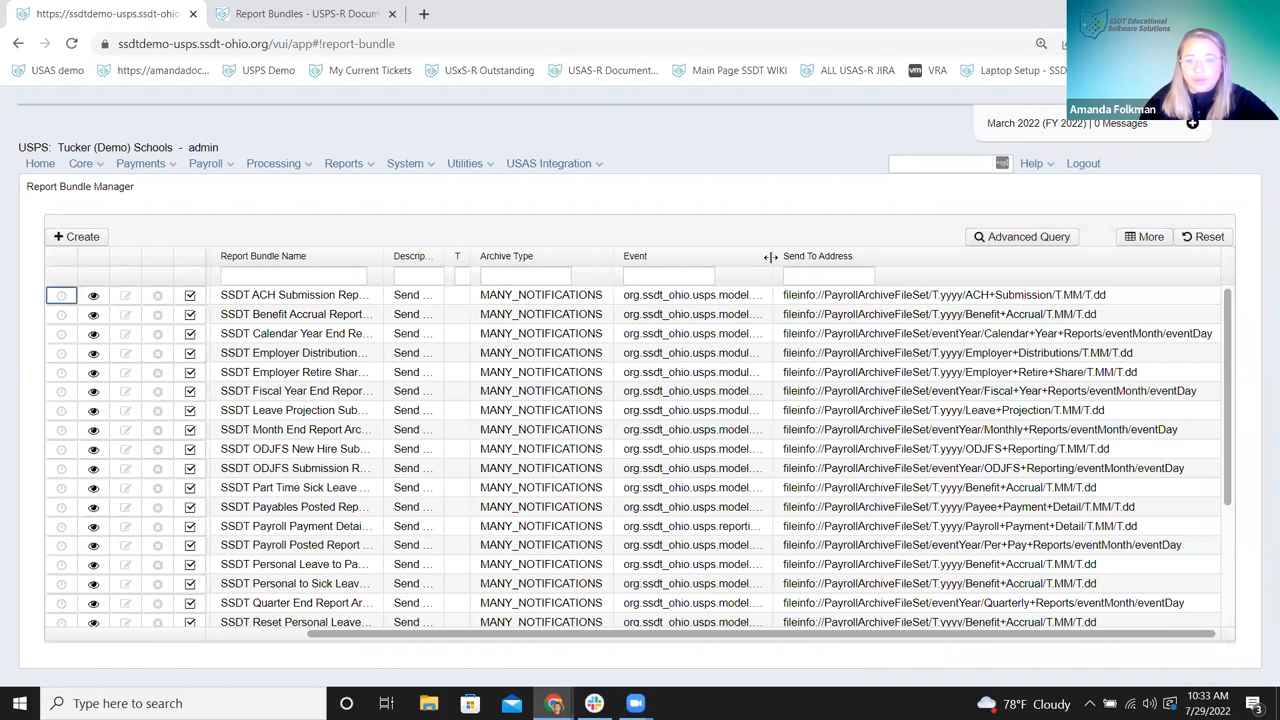 https://ssdtdemo-usps.ssdt-ohio
Report Bundles - USPS-R Docum
ssdtdemo-usps.ssdt-ohio.org/vui/app#!report-bundle
USAS demo
https://amandadoc...
USPS Demo
My Current Tickets
USxS-R Outstanding
USAS-R Document...
Main Page SSDT WIKI
ALL USAS-R JIRA
vm VRA
Laptop Setup - SSD
SSDT Educational
Software Solutions
Amanda Folkman
March 2022 (FY 2022) | 0 Messages
USPS: Tucker (Demo) Schools - admin
Home Core Payments Payroll Processing Reports System Utilities USAS Integration Help Logout
Report Bundle Manager
Create Advanced Query More Reset
Report Bundle Name Descrip... T Archive Type Event Send To Address
SSDT ACH Submission Rep... Send ... MANY_NOTIFICATIONS org.ssdt_ohio.usps.model.... fileinfo://PayrollArchiveFileSet/T.yyyy/ACH+Submission/T.MM/T.dd
SSDT Benefit Accrual Report... Send ... MANY_NOTIFICATIONS org.ssdt_ohio.usps.model.... fileinfo://PayrollArchiveFileSet/T.yyyy/Benefit+Accrual/T.MM/T.dd
SSDT Calendar Year End Re... Send ... MANY_NOTIFICATIONS org.ssdt_ohio.usps.model.... fileinfo://PayrollArchiveFileSet/eventYear/Calendar+Year+Reports/eventMonth/eventDay
SSDT Employer Distribution... Send ... MANY_NOTIFICATIONS org.ssdt_ohio.usps.modul... fileinfo://PayrollArchiveFileSet/T.yyyy/Employer+Distributions/T.MM/T.dd
SSDT Employer Retire Shar... Send ... MANY_NOTIFICATIONS org.ssdt_ohio.usps.modul... fileinfo://PayrollArchiveFileSet/T.yyyy/Employer+Retire+Share/T.MM/T.dd
SSDT Fiscal Year End Repor... Send ... MANY_NOTIFICATIONS org.ssdt_ohio.usps.model.... fileinfo://PayrollArchiveFileSet/eventYear/Fiscal+Year+Reports/eventMonth/eventDay
SSDT Leave Projection Sub... Send ... MANY_NOTIFICATIONS org.ssdt_ohio.usps.model.... fileinfo://PayrollArchiveFileSet/T.yyyy/Leave+Projection/T.MM/T.dd
SSDT Month End Report Arc... Send ... MANY_NOTIFICATIONS org.ssdt_ohio.usps.model.... fileinfo://PayrollArchiveFileSet/eventYear/Monthly+Reports/eventMonth/eventDay
SSDT ODJFS New Hire Sub... Send ... MANY_NOTIFICATIONS org.ssdt_ohio.usps.model.... fileinfo://PayrollArchiveFileSet/T.yyyy/ODJFS+Reporting/T.MM/T.dd
SSDT ODJFS Submission R... Send ... MANY_NOTIFICATIONS org.ssdt_ohio.usps.model.... fileinfo://PayrollArchiveFileSet/eventYear/ODJFS+Reporting/eventMonth/eventDay
SSDT Part Time Sick Leave ... Send ... MANY_NOTIFICATIONS org.ssdt_ohio.usps.model.... fileinfo://PayrollArchiveFileSet/T.yyyy/Benefit+Accrual/T.MM/T.dd
SSDT Payables Posted Rep... Send ... MANY_NOTIFICATIONS org.ssdt_ohio.usps.model.... fileinfo://PayrollArchiveFileSet/T.yyyy/Payee+Payment+Detail/T.MM/T.dd
SSDT Payroll Payment Detai... Send ... MANY_NOTIFICATIONS org.ssdt_ohio.usps.reporti... fileinfo://PayrollArchiveFileSet/T.yyyy/Payroll+Payment+Detail/T.MM/T.dd
SSDT Payroll Posted Report ... Send ... MANY_NOTIFICATIONS org.ssdt_ohio.usps.model.... fileinfo://PayrollArchiveFileSet/eventYear/Per+Pay+Reports/eventMonth/eventDay
SSDT Personal Leave to Pa... Send ... MANY_NOTIFICATIONS org.ssdt_ohio.usps.model.... fileinfo://PayrollArchiveFileSet/T.yyyy/Benefit+Accrual/T.MM/T.dd
SSDT Personal to Sick Leav... Send ... MANY_NOTIFICATIONS org.ssdt_ohio.usps.model.... fileinfo://PayrollArchiveFileSet/T.yyyy/Benefit+Accrual/T.MM/T.dd
SSDT Quarter End Report Ar... Send ... MANY_NOTIFICATIONS org.ssdt_ohio.usps.model.... fileinfo://PayrollArchiveFileSet/eventYear/Quarterly+Reports/eventMonth/eventDay
SSDT Reset Personal Leave... Send ... MANY_NOTIFICATIONS org.ssdt_ohio.usps.model.... fileinfo://PayrollArchiveFileSet/T.yyyy/Benefit+Accrual/T.MM/T.dd
Type here to search
78°F Cloudy
10:33 AM
7/29/2022
3